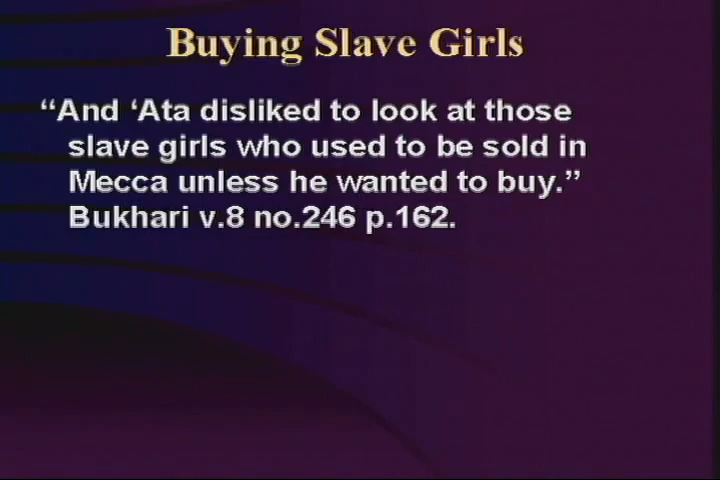 Buying Slave Girls
“And ‘Ata disliked to look at those
slave girls who used to be sold in
Mecca unless he wanted to buy.”
Bukhari v.8 no.246 p.162.